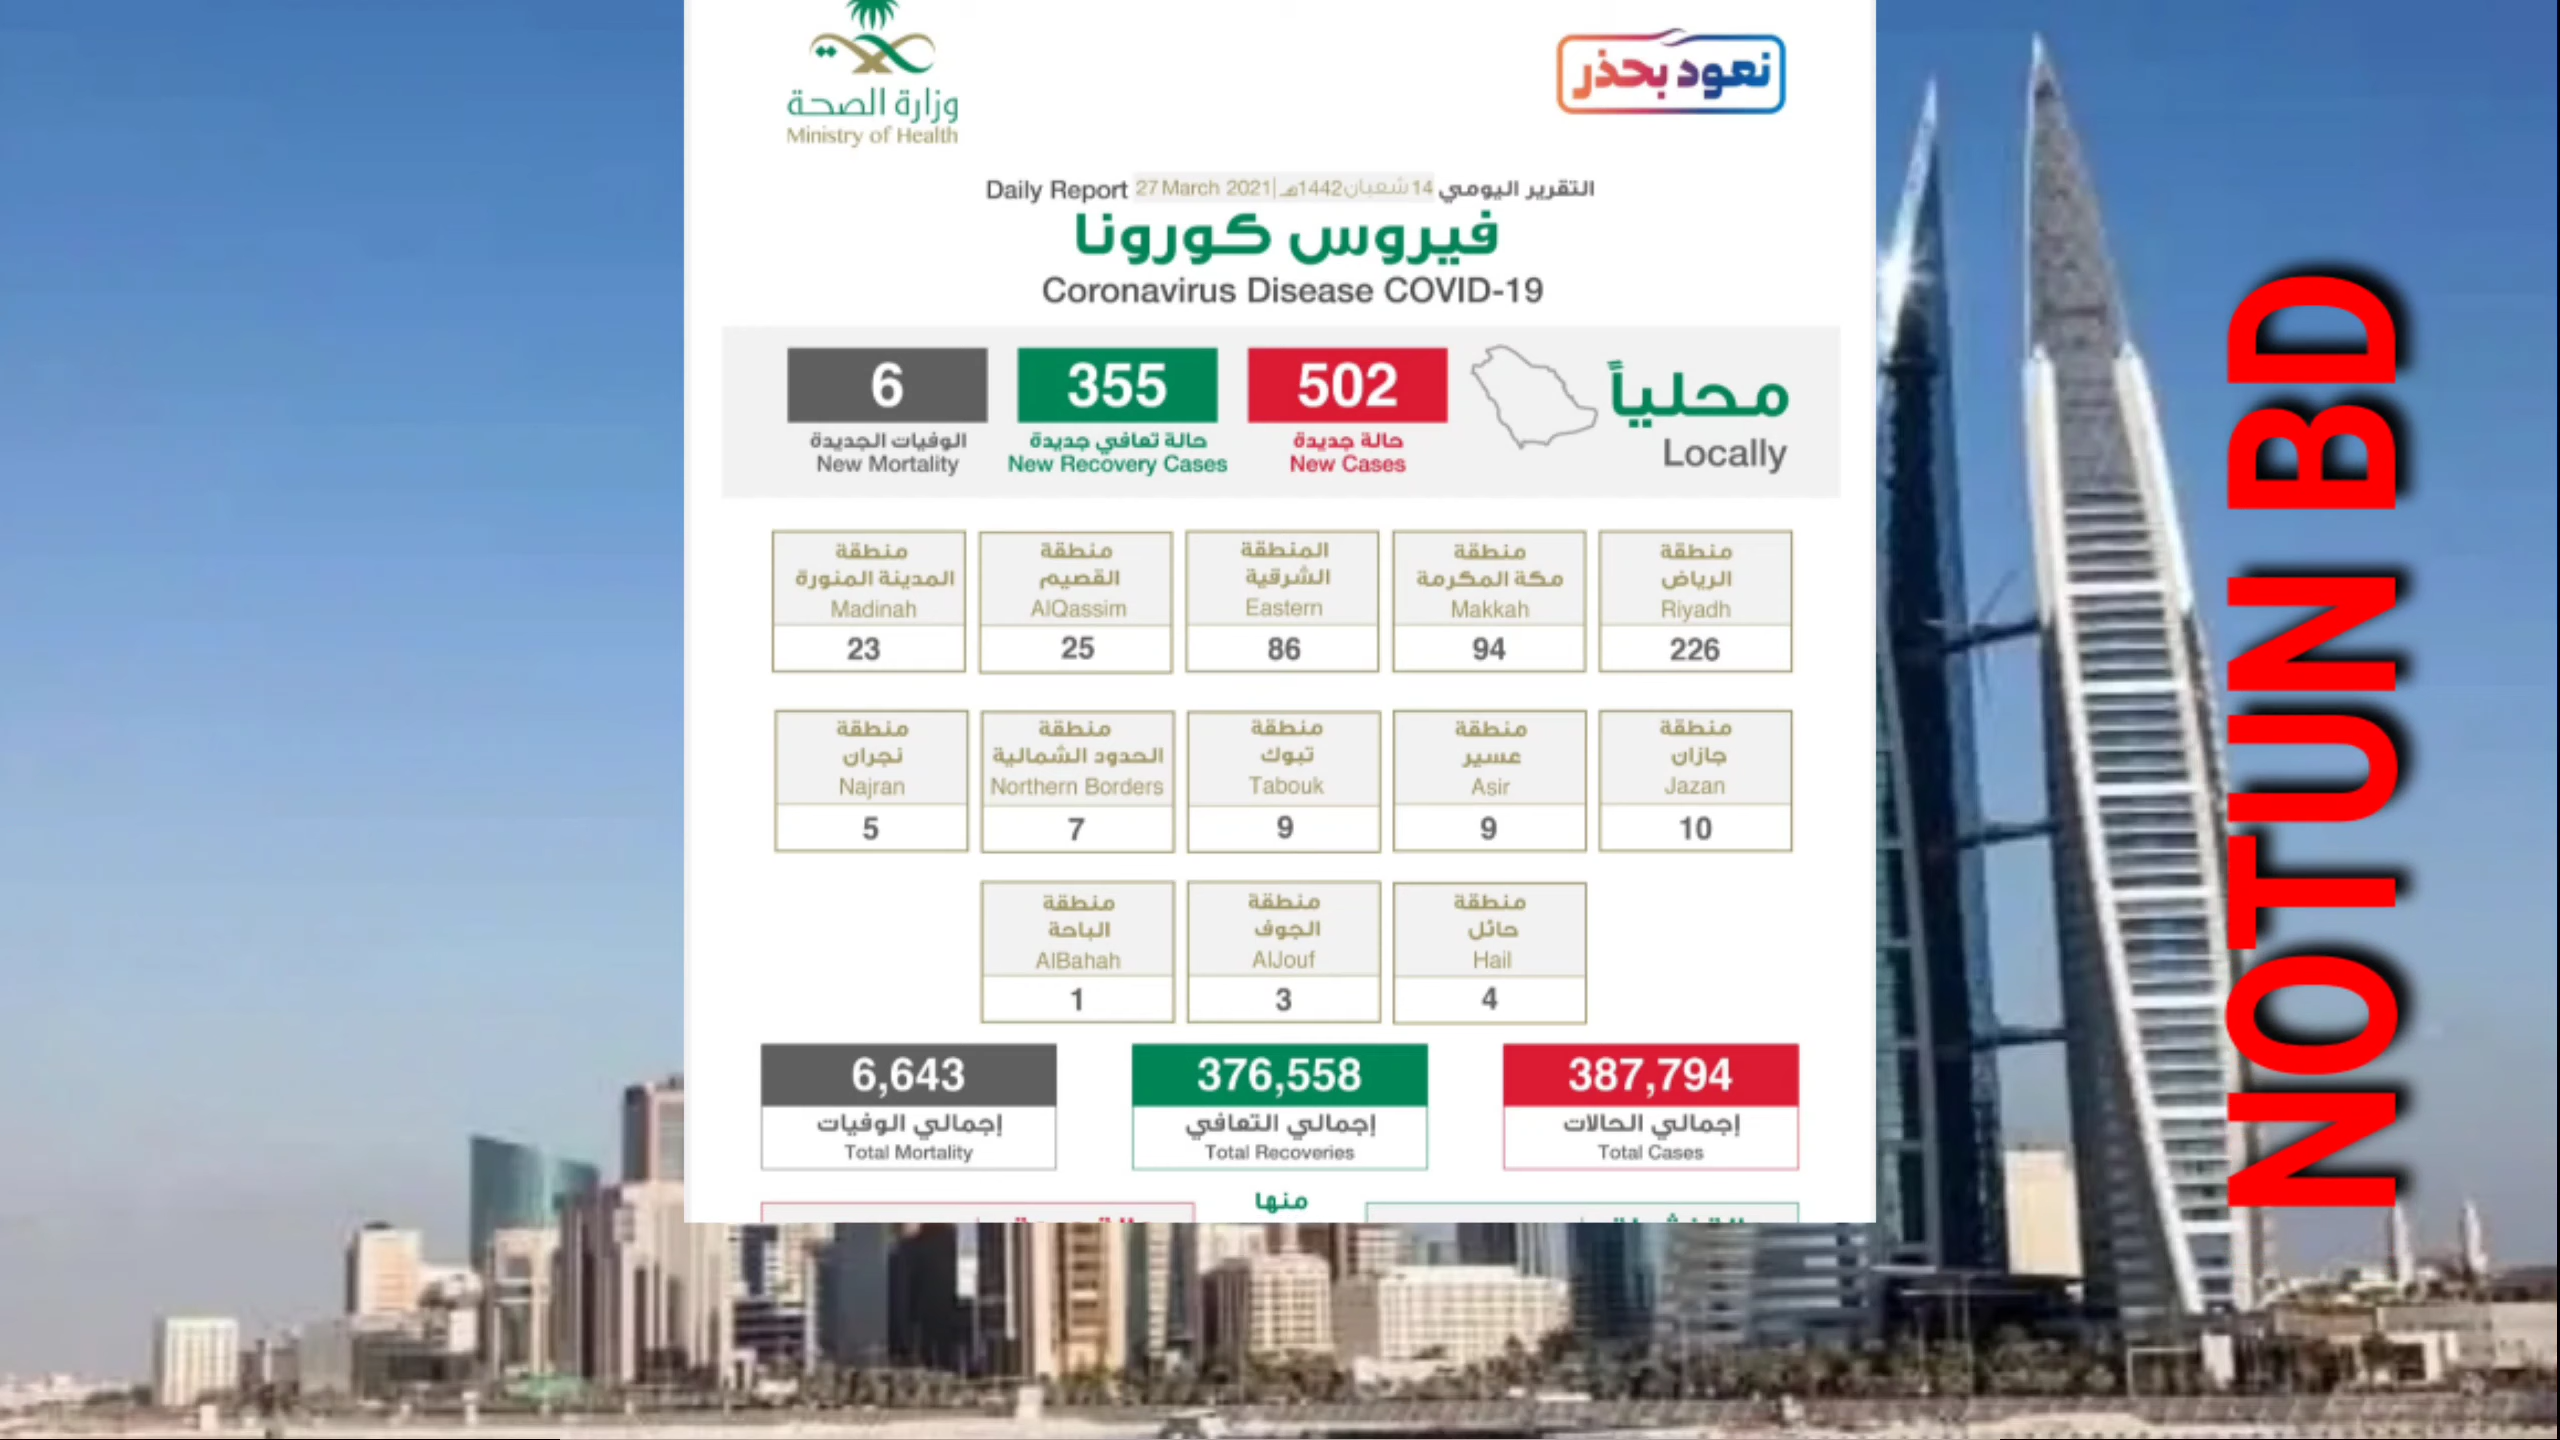 وزارة الصحة
Ministry of Health
نعود بحذر
Daily Report 27 March 2021| 14 شعبان 1442هـ التقرير اليومي
فيروس كورونا
Coronavirus Disease COVID-19
6
355
502
محلياً
Locally
الوفيات الجديدة
New Mortality
حالة تعافي جديدة
New Recovery Cases
حالة جديدة
New Cases
منطقة
المدينة المنورة
Madinah
23
منطقة
القصيم
AlQassim
25
المنطقة
الشرقية
Eastern
86
منطقة
مكة المكرمة
Makkah
94
منطقة
الرياض
Riyadh
226
منطقة
نجران
Najran
5
منطقة
الحدود الشمالية
Northern Borders
7
منطقة
تبوك
Tabouk
9
منطقة
عسير
Asir
9
منطقة
جازان
Jazan
10
منطقة
الباحة
AlBahah
1
منطقة
الجوف
AlJouf
3
منطقة
حائل
Hail
4
6,643
إجمالي الوفيات
Total Mortality
376,558
إجمالي التعافي
Total Recoveries
387,794
إجمالي الحالات
Total Cases
منها
NOTUN BD